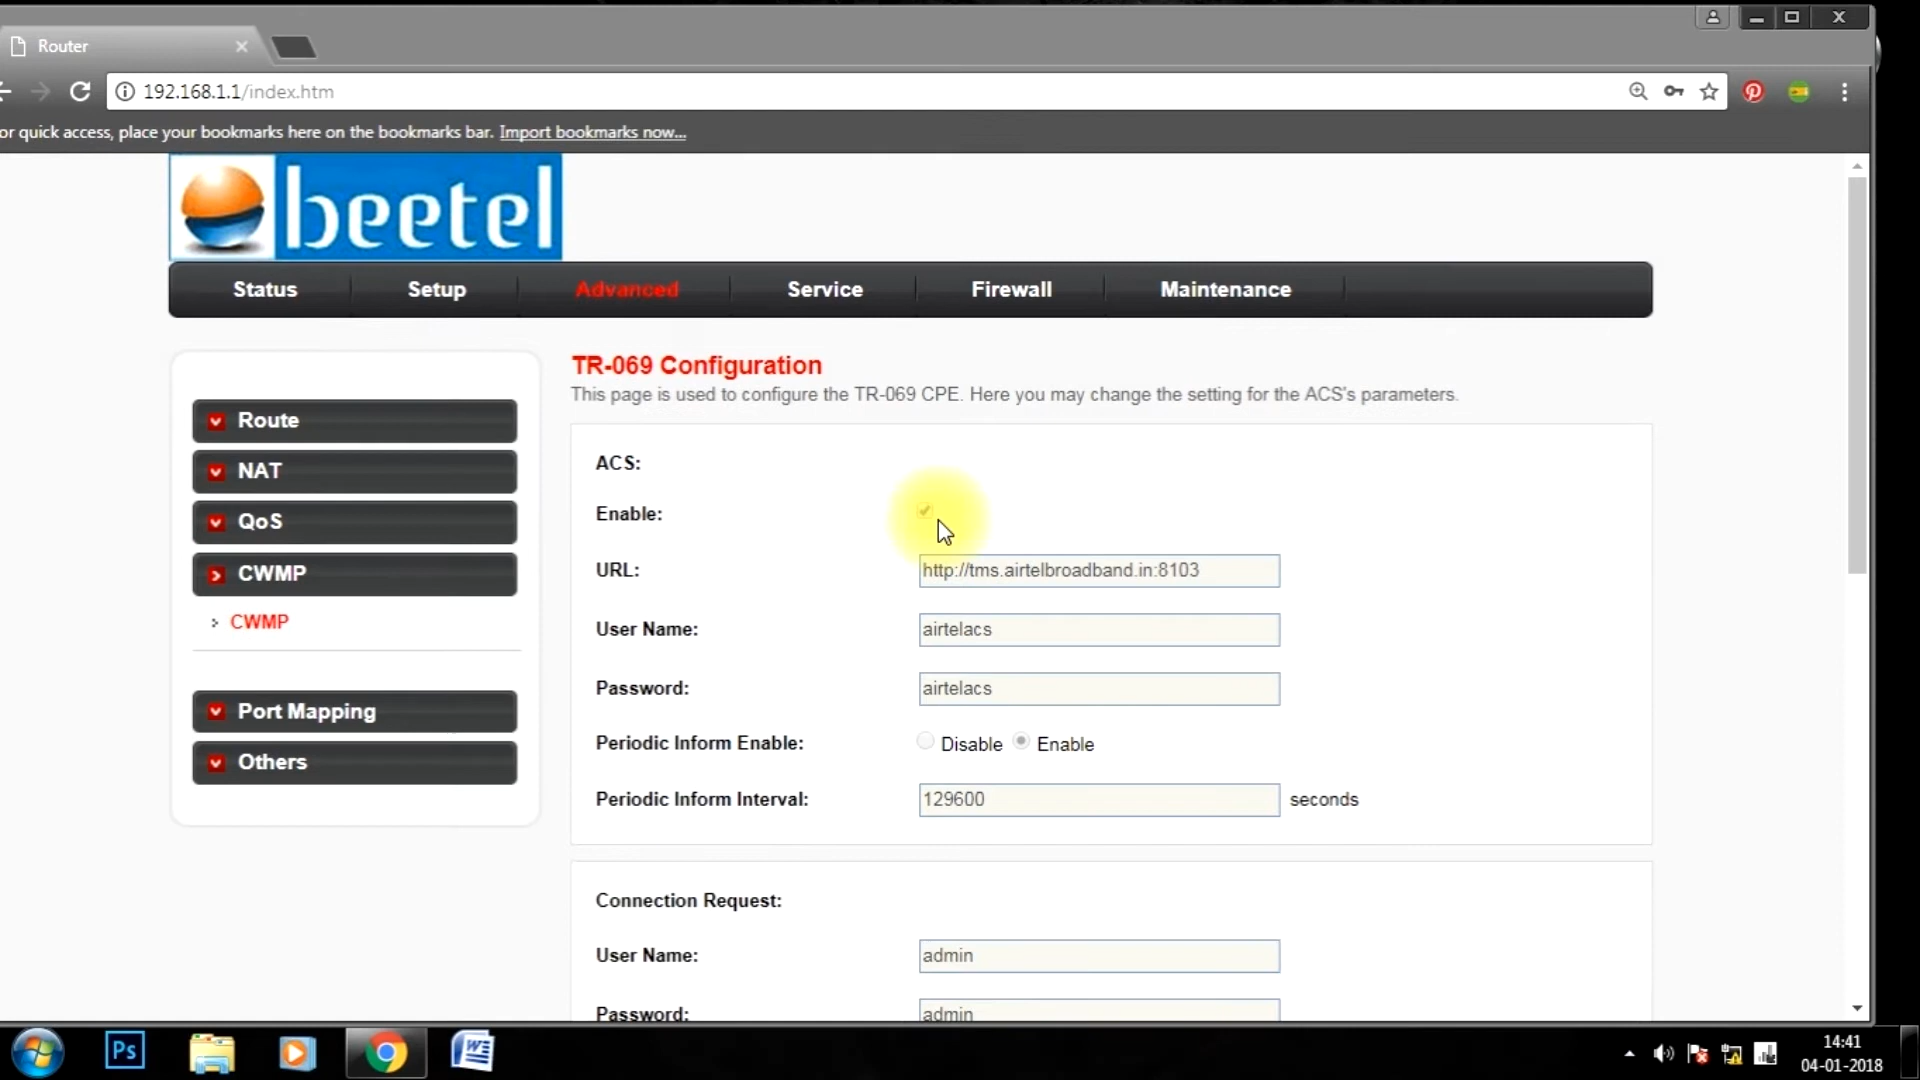 Router
192.168.1.1/index.htm
or quick access, place your bookmarks here on the bookmarks bar. Import bookmarks now...
beetel
Status Setup Advanced Service Firewall Maintenance
TR-069 Configuration
This page is used to configure the TR-069 CPE. Here you may change the setting for the ACS's parameters.
Route
NAT
QoS
CWMP
CWMP
Port Mapping
Others
ACS:
Enable:
URL: http://tms.airtelbroadband.in:8103
User Name: airtelacs
Password: airtelacs
Periodic Inform Enable: Disable Enable
Periodic Inform Interval: 129600 seconds
Connection Request:
User Name: admin
Password: admin
Ps
14:41
04-01-2018